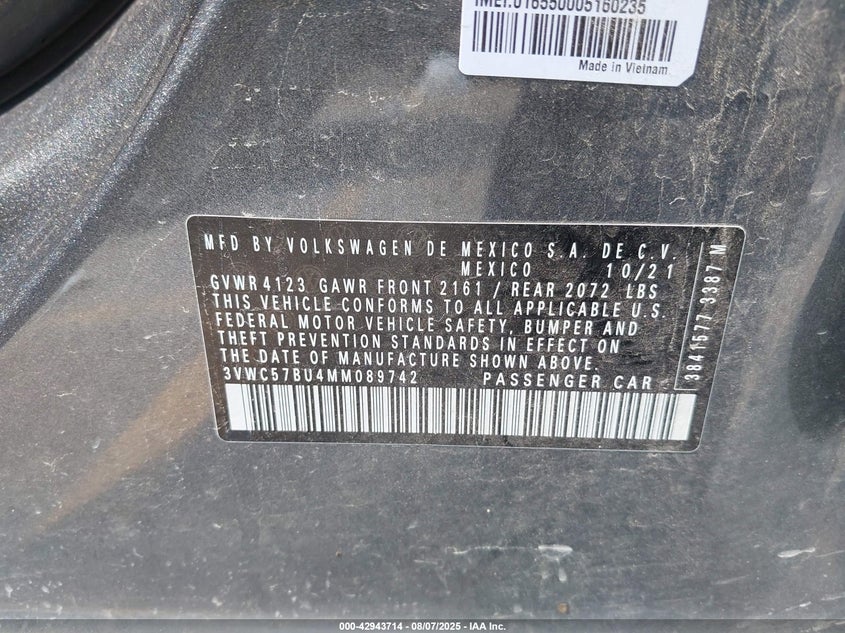 IMEI:016550005160235
Made in Vietnam
MFD BY VOLKSWAGEN DE MEXICO S.A. DE C.V.
MEXICO 10/21
GVWR 4123 GAWR FRONT 2161 / REAR 2072 LBS
THIS VEHICLE CONFORMS TO ALL APPLICABLE U.S.
FEDERAL MOTOR VEHICLE SAFETY, BUMPER AND
THEFT PREVENTION STANDARDS IN EFFECT ON
THE DATE OF MANUFACTURE SHOWN ABOVE.
3VWC57BU4MM089742 PASSENGER CAR
3841577 3387 M
000-42943714 - 08/07/2025 - IAA Inc.